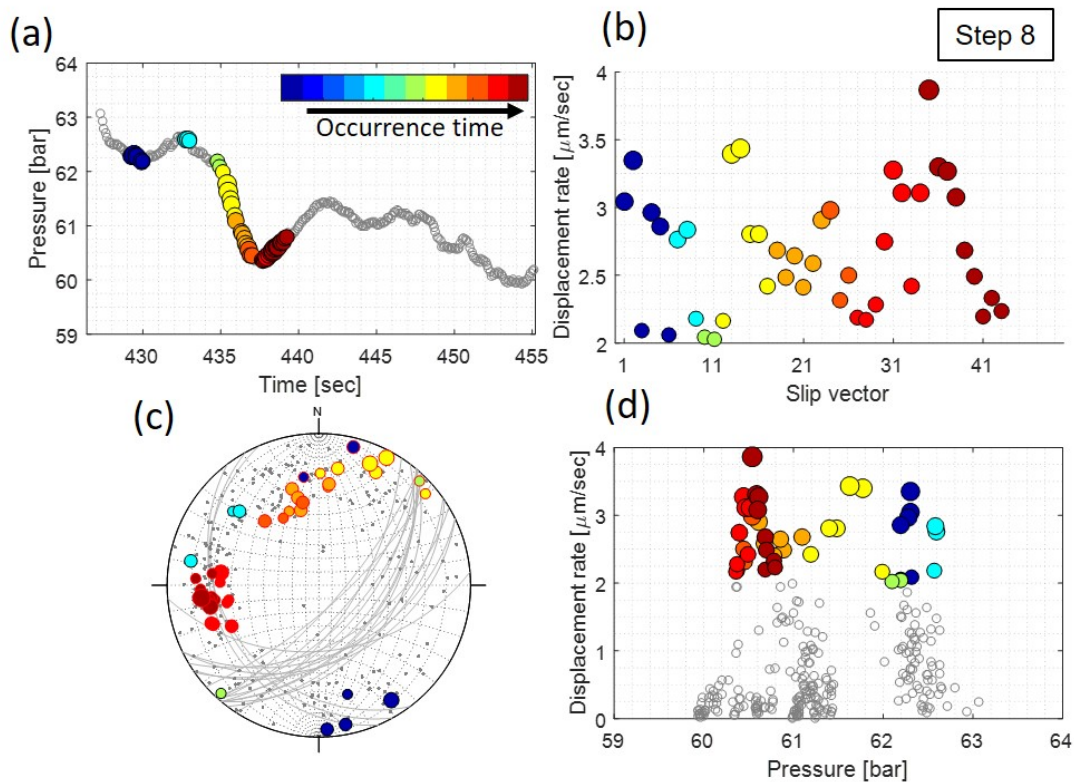 (a)
(b)
Step 8
64
63
62
61
60
59
Pressure [bar]
Occurrence time
430
435
440
445
450
455
Time [sec]
4
3.5
3
2.5
2
Displacement rate [μm/sec]
1
11
21
31
41
Slip vector
(c)
N
(d)
4
3
2
1
0
Displacement rate [μm/sec)
60
61
62
63
64
Pressure [bar]